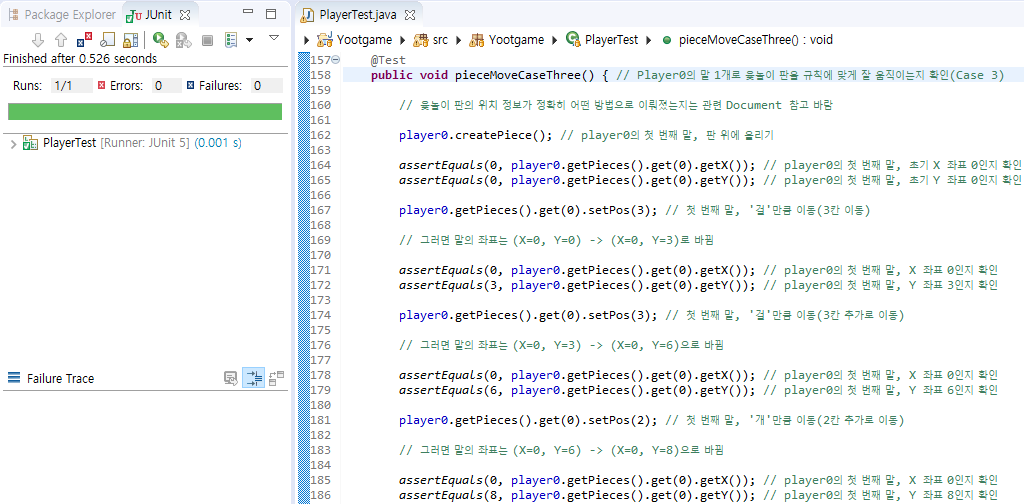 Package Explorer
JUnit
Finished after 0.526 seconds
Runs: 1/1 Errors: 0 Failures: 0
PlayerTest [Runner: JUnit 5] (0.001 s)
Failure Trace
PlayerTest.java
Yootgame src Yootgame PlayerTest pieceMoveCaseThree() : void
157 @Test
158 public void pieceMoveCaseThree() { // Player0의 말 1개로 윷놀이 판을 규칙에 맞게 잘 움직이는지 확인(Case 3)
159
160 // 윷놀이 판의 위치 정보가 정확히 어떤 방법으로 이뤄졌는지는 관련 Document 참고 바람
161
162 player0.createPiece(); // player0의 첫 번째 말, 판 위에 올리기
163
164 assertEquals(0, player0.getPieces().get(0).getX()); // player0의 첫 번째 말, 초기 X 좌표 0인지 확인
165 assertEquals(0, player0.getPieces().get(0).getY()); // player0의 첫 번째 말, 초기 Y 좌표 0인지 확인
166
167 player0.getPieces().get(0).setPos(3); // 첫 번째 말, '걸'만큼 이동(3칸 이동)
168
169 // 그러면 말의 좌표는 (X=0, Y=0) -> (X=0, Y=3)로 바뀜
170
171 assertEquals(0, player0.getPieces().get(0).getX()); // player0의 첫 번째 말, X 좌표 0인지 확인
172 assertEquals(3, player0.getPieces().get(0).getY()); // player0의 첫 번째 말, Y 좌표 3인지 확인
173
174 player0.getPieces().get(0).setPos(3); // 첫 번째 말, '걸'만큼 이동(3칸 추가로 이동)
175
176 // 그러면 말의 좌표는 (X=0, Y=3) -> (X=0, Y=6)으로 바뀜
177
178 assertEquals(0, player0.getPieces().get(0).getX()); // player0의 첫 번째 말, X 좌표 0인지 확인
179 assertEquals(6, player0.getPieces().get(0).getY()); // player0의 첫 번째 말, Y 좌표 6인지 확인
180
181 player0.getPieces().get(0).setPos(2); // 첫 번째 말, '개'만큼 이동(2칸 추가로 이동)
182
183 // 그러면 말의 좌표는 (X=0, Y=6) -> (X=0, Y=8)으로 바뀜
184
185 assertEquals(0, player0.getPieces().get(0).getX()); // player0의 첫 번째 말, X 좌표 0인지 확인
186 assertEquals(8, player0.getPieces().get(0).getY()); // player0의 첫 번째 말, Y 좌표 8인지 확인